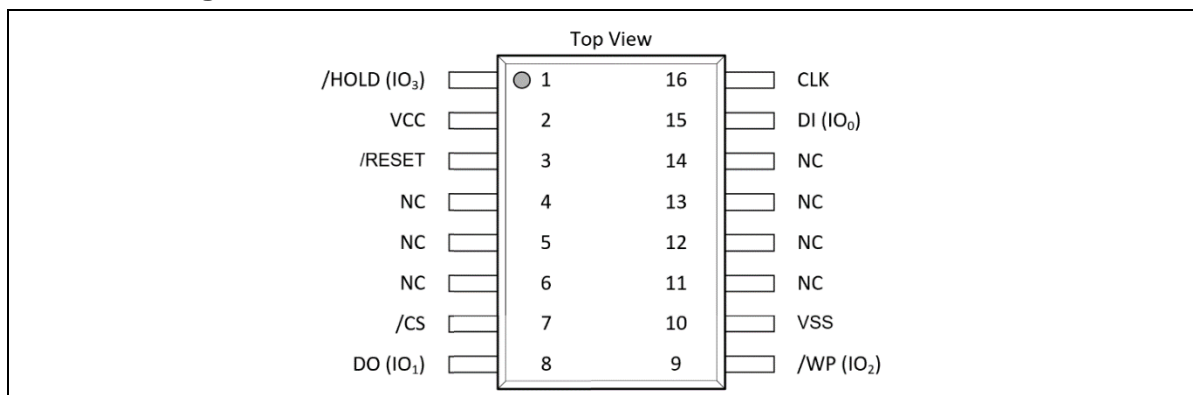 Top View
/HOLD (IO₃) 1 16 CLK
VCC 2 15 DI (IO₀)
/RESET 3 14 NC
NC 4 13 NC
NC 5 12 NC
NC 6 11 NC
/CS 7 10 VSS
DO (IO₁) 8 9 /WP (IO₂)